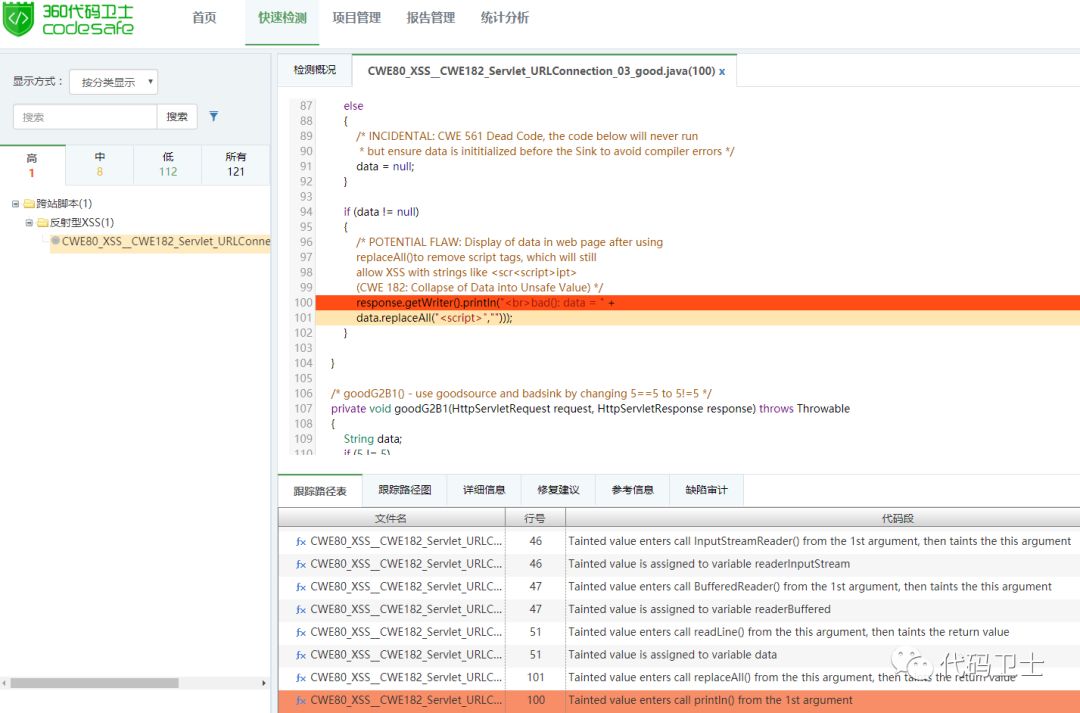 360代码卫士
codesafe
首页
快速检测
项目管理
报告管理
统计分析
显示方式：
按分类显示
搜索
搜索
高
1
中
8
低
112
所有
121
跨站脚本(1)
反射型XSS(1)
CWE80_XSS__CWE182_Servlet_URLConne
检测概况
CWE80_XSS__CWE182_Servlet_URLConnection_03_good.java(100) x
87 else
88 {
89 /* INCIDENTAL: CWE 561 Dead Code, the code below will never run
90 * but ensure data is inititialized before the Sink to avoid compiler errors */
91 data = null;
92 }
93
94 if (data != null)
95 {
96 /* POTENTIAL FLAW: Display of data in web page after using
97 replaceAll()to remove script tags, which will still
98 allow XSS with strings like <scr<script>ipt>
99 (CWE 182: Collapse of Data into Unsafe Value) */
100 response.getWriter().println("<br>bad(): data = " +
101 data.replaceAll("<script>",""));
102 }
103
104 }
105
106 /* goodG2B1() - use goodsource and badsink by changing 5==5 to 5!=5 */
107 private void goodG2B1(HttpServletRequest request, HttpServletResponse response) throws Throwable
108 {
109 String data;
110 if (5 != 5)
跟踪路径表
跟踪路径图
详细信息
修复建议
参考信息
缺陷审计
文件名 行号 代码段
fx CWE80_XSS__CWE182_Servlet_URLC... 46 Tainted value enters call InputStreamReader() from the 1st argument, then taints the this argument
fx CWE80_XSS__CWE182_Servlet_URLC... 46 Tainted value is assigned to variable readerInputStream
fx CWE80_XSS__CWE182_Servlet_URLC... 47 Tainted value enters call BufferedReader() from the 1st argument, then taints the this argument
fx CWE80_XSS__CWE182_Servlet_URLC... 47 Tainted value is assigned to variable readerBuffered
fx CWE80_XSS__CWE182_Servlet_URLC... 51 Tainted value enters call readLine() from the this argument, then taints the return value
fx CWE80_XSS__CWE182_Servlet_URLC... 51 Tainted value is assigned to variable data
fx CWE80_XSS__CWE182_Servlet_URLC... 101 Tainted value enters call replaceAll() from the this argument, then taints the return value
fx CWE80_XSS__CWE182_Servlet_URLC... 100 Tainted value enters call println() from the 1st argument
代码卫士